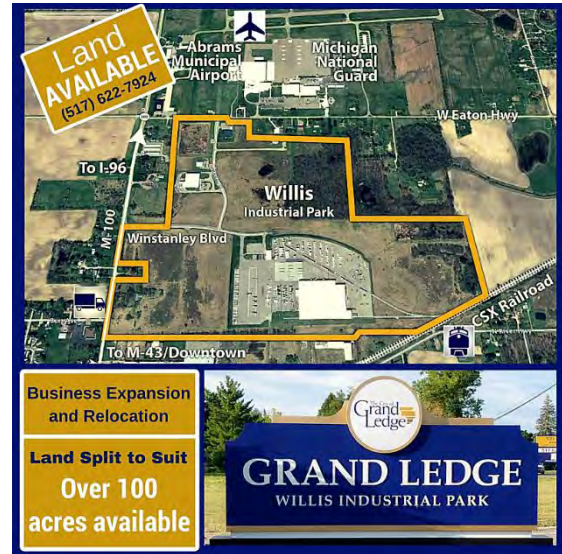 Land
AVAILABLE
(517) 622-7924
Abrams
Municipal
Airport
Michigan
National
Guard
W Eaton Hwy
To I-96
M-100
Willis
Industrial Park
Winstanley Blvd
CSX Railroad
To M-43/Downtown
Business Expansion
and Relocation
Land Split to Suit
Over 100
acres available
The City of
Grand
Ledge
GRAND LEDGE
WILLIS INDUSTRIAL PARK